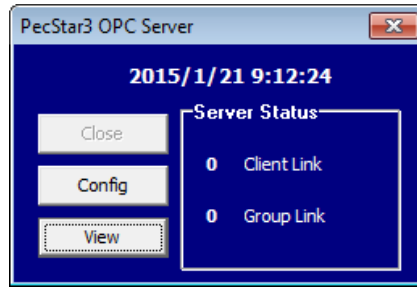 PecStar3 OPC Server
2015/1/21 9:12:24
Server Status
Close
0 Client Link
Config
0 Group Link
View